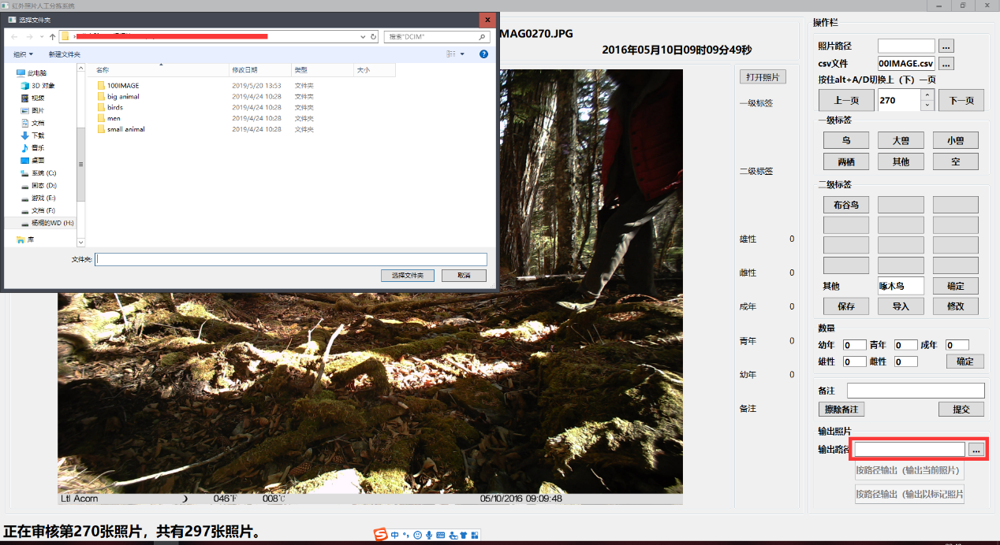 红外照片人工分拣系统
选择文件夹
搜索"DCIM"
组织
新建文件夹
此电脑
3D 对象
视频
图片
文档
下载
音乐
桌面
系统 (C:)
固态 (D:)
游戏 (E:)
文档 (F:)
杨桐的WD (H:)
库
名称 修改日期 类型 大小
100IMAGE 2019/5/20 13:53 文件夹
big animal 2019/4/24 10:28 文件夹
birds 2019/4/24 10:28 文件夹
men 2019/4/24 10:28 文件夹
small animal 2019/4/24 10:28 文件夹
文件夹:
选择文件夹 取消
MAG0270.JPG
2016年05月10日09时09分49秒
打开照片
一级标签
二级标签
雄性 0
雌性 0
成年 0
青年 0
幼年 0
备注
Ltl Acorn 046°F 008°C 05/10/2016 09:09:48
操作栏
照片路径 ...
csv文件 00IMAGE.csv ...
按住alt+A/D切换上（下）一页
上一页 270 下一页
一级标签
鸟 大兽 小兽
两栖 其他 空
二级标签
布谷鸟
其他 啄木鸟 确定
保存 导入 修改
数量
幼年 0 青年 0 成年 0
雄性 0 雌性 0 确定
备注
擦除备注 提交
输出照片
输出路径 ...
按路径输出（输出当前照片）
按路径输出（输出以标记照片
正在审核第270张照片，共有297张照片。
中